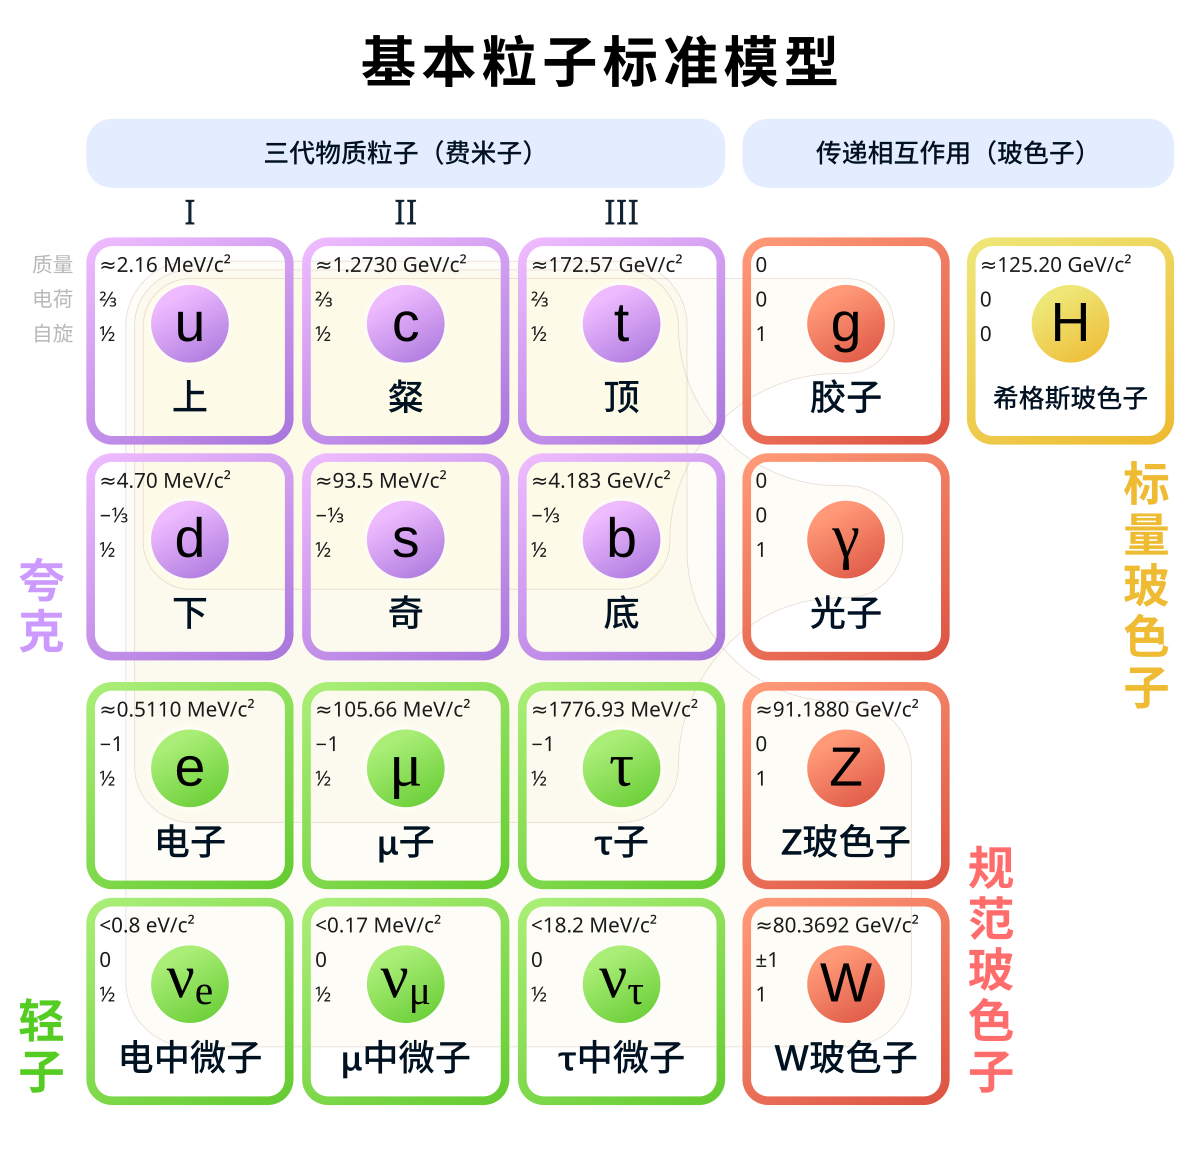 基本粒子标准模型
三代物质粒子（费米子）
传递相互作用（玻色子）
I
II
III
质量
电荷
自旋
≈2.16 MeV/c²
⅔
½
u
上
≈1.2730 GeV/c²
⅔
½
c
粲
≈172.57 GeV/c²
⅔
½
t
顶
0
0
1
g
胶子
≈125.20 GeV/c²
0
0
H
希格斯玻色子
≈4.70 MeV/c²
−⅓
½
d
下
≈93.5 MeV/c²
−⅓
½
s
奇
≈4.183 GeV/c²
−⅓
½
b
底
0
0
1
γ
光子
夸克
标量玻色子
≈0.5110 MeV/c²
−1
½
e
电子
≈105.66 MeV/c²
−1
½
μ
μ子
≈1776.93 MeV/c²
−1
½
τ
τ子
≈91.1880 GeV/c²
0
1
Z
Z玻色子
<0.8 eV/c²
0
½
νe
电中微子
<0.17 MeV/c²
0
½
νμ
μ中微子
<18.2 MeV/c²
0
½
ντ
τ中微子
≈80.3692 GeV/c²
±1
1
W
W玻色子
轻子
规范玻色子